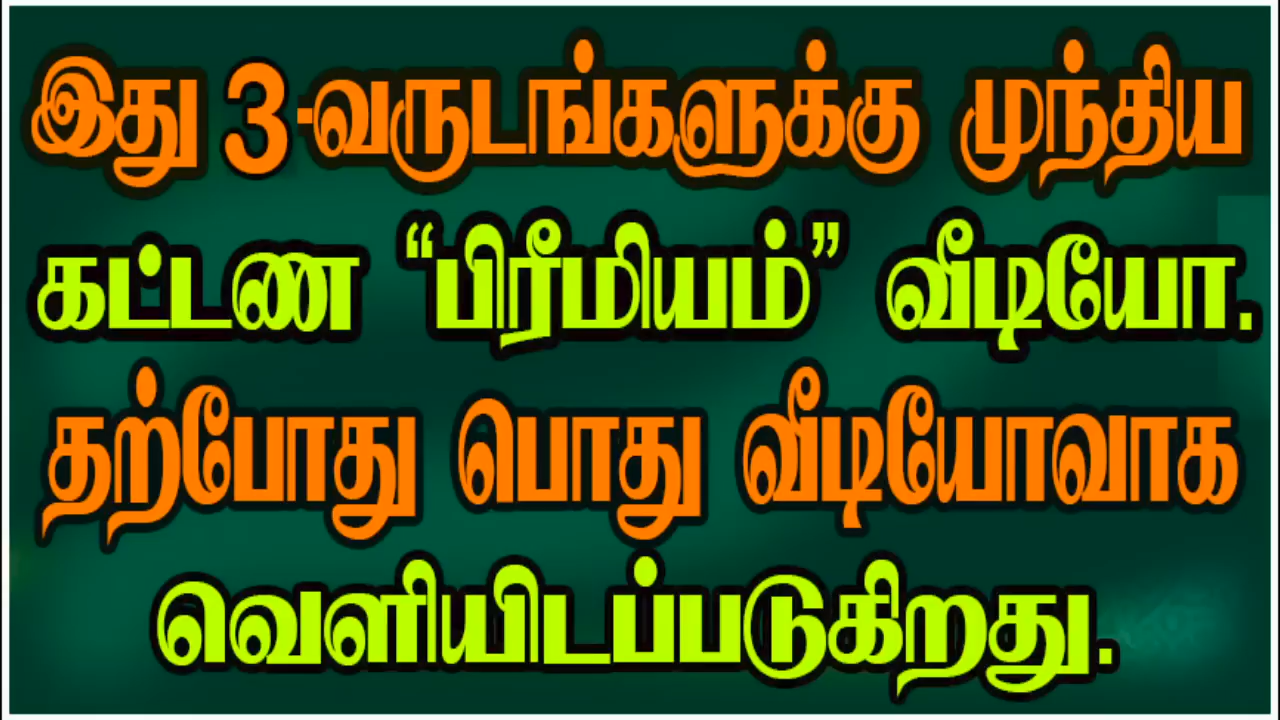 இது 3-வருடங்களுக்கு முந்திய
கட்டண “பிரீமியம்” வீடியோ.
தற்போது பொது வீடியோவாக
வெளியிடப்படுகிறது.